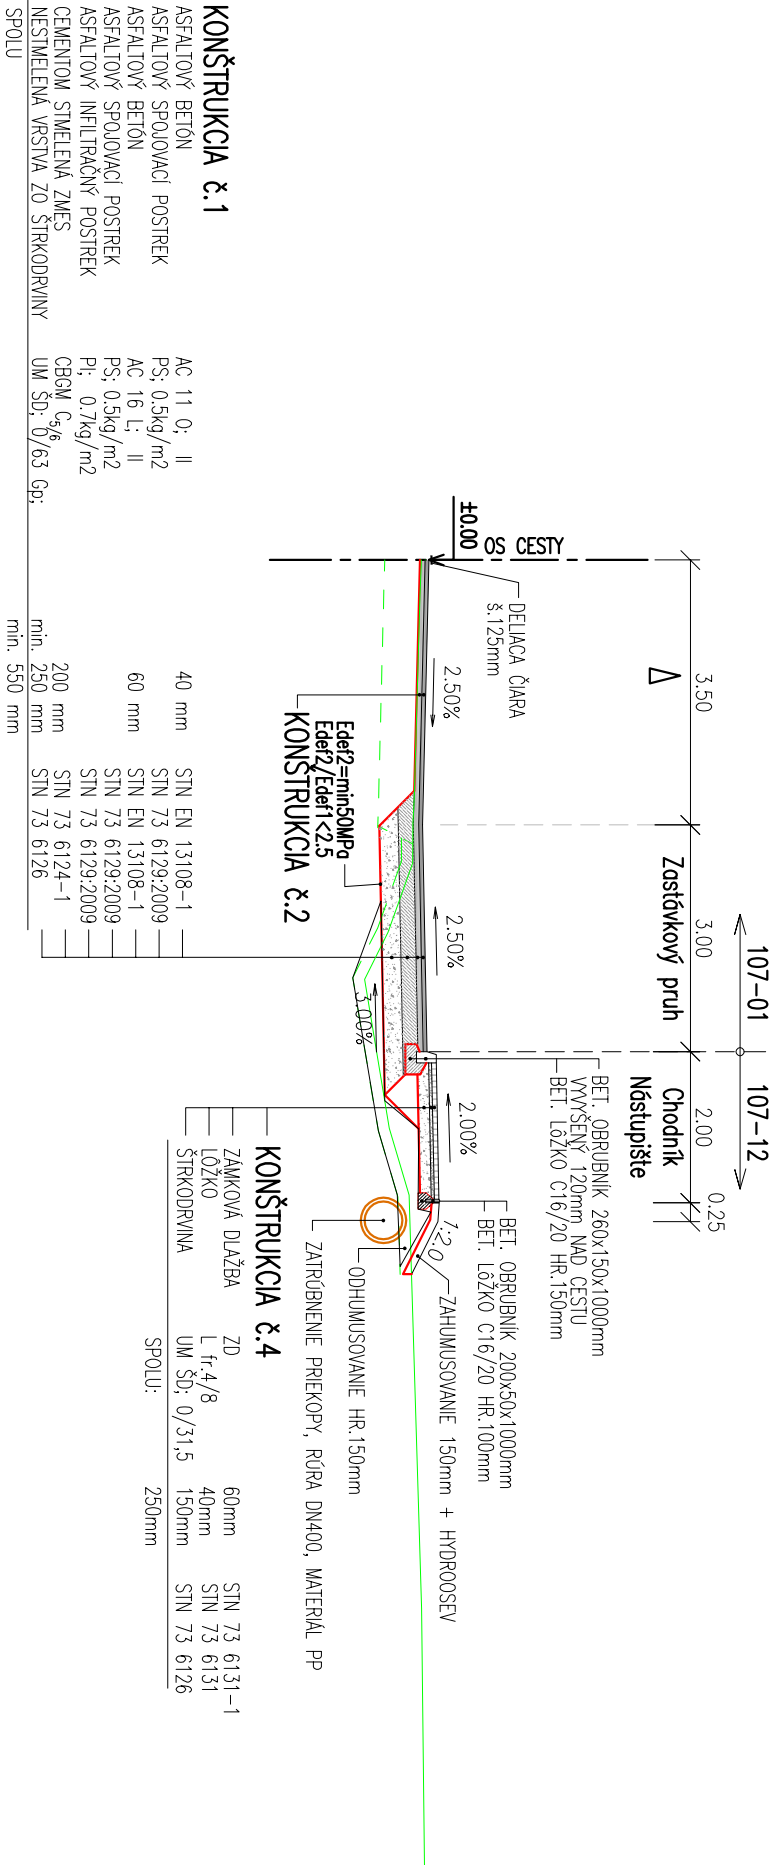 107-01
107-12
3.50
3.00
2.00
0.25
Zastávkový pruh
Chodník
Nástupište
BET. OBRUBNÍK 260x150x1000mm
VYVÝŠENÝ 120mm NAD CESTU
BET. LôŽKO C16/20 HR.150mm
OS CESTY
±0.00
DELIACA ČIARA
š.125mm
2.50%
2.50%
2.00%
3.00%
1:2.0
BET. OBRUBNÍK 200x50x1000mm
BET. LôŽKO C16/20 HR.100mm
ZAHUMUSOVANIE 150mm + HYDROOSEV
ODHUMUSOVANIE HR.150mm
ZATRÚBNENIE PRIEKOPY, RÚRA DN400, MATERIÁL PP
Edef2=min50MPa
Edef2/Edef1<2.5
KONŠTRUKCIA č.2
KONŠTRUKCIA č.4
ZÁMKOVÁ DLAŽBA ZD 60mm STN 73 6131-1
LôŽKO L fr.4/8 40mm STN 73 6131
ŠTRKODRVINA UM ŠD; 0/31,5 150mm STN 73 6126
SPOLU: 250mm
KONŠTRUKCIA č.1
ASFALTOVÝ BETÓN AC 11 O; II 40 mm STN EN 13108-1
ASFALTOVÝ SPOJOVACÍ POSTREK PS; 0.5kg/m2 STN 73 6129:2009
ASFALTOVÝ BETÓN AC 16 L; II 60 mm STN EN 13108-1
ASFALTOVÝ SPOJOVACÍ POSTREK PS; 0.5kg/m2 STN 73 6129:2009
ASFALTOVÝ INFILTRAČNÝ POSTREK PI; 0.7kg/m2 STN 73 6129:2009
CEMENTOM STMELENÁ ZMES CBGM C5/6 200 mm STN 73 6124-1
NESTMELENÁ VRSTVA ZO ŠTRKODRVINY UM ŠD; 0/63 Gp; min. 250 mm STN 73 6126
SPOLU min. 550 mm